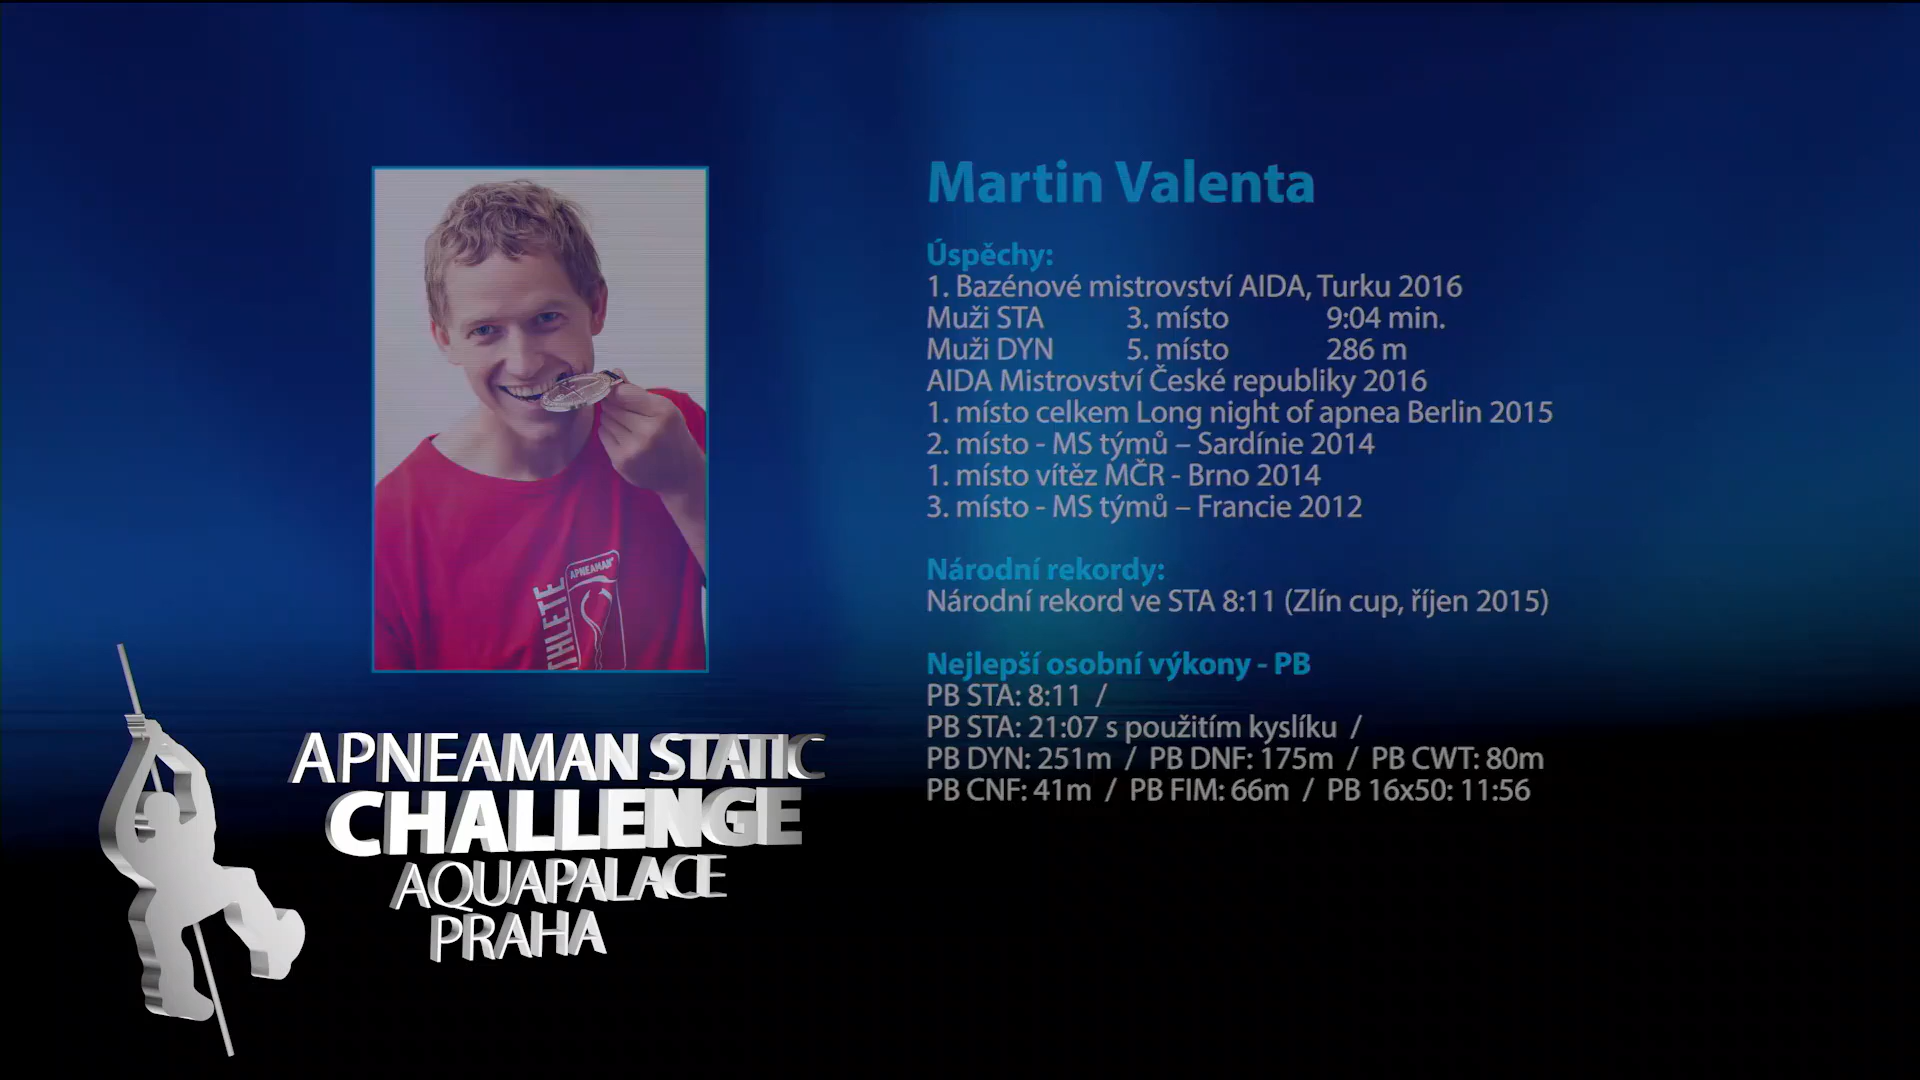 Martin Valenta
Úspěchy:
1. Bazénové mistrovství AIDA, Turku 2016
Muži STA 3. místo 9:04 min.
Muži DYN 5. místo 286 m
AIDA Mistrovství České republiky 2016
1. místo celkem Long night of apnea Berlin 2015
2. místo - MS týmů – Sardínie 2014
1. místo vítěz MČR - Brno 2014
3. místo - MS týmů – Francie 2012
Národní rekordy:
Národní rekord ve STA 8:11 (Zlín cup, říjen 2015)
Nejlepší osobní výkony - PB
PB STA: 8:11 /
PB STA: 21:07 s použitím kyslíku /
PB DYN: 251m / PB DNF: 175m / PB CWT: 80m
PB CNF: 41m / PB FIM: 66m / PB 16x50: 11:56
APNEAMAN
THLETE
APNEAMAN STATIC
CHALLENGE
AQUAPALACE
PRAHA